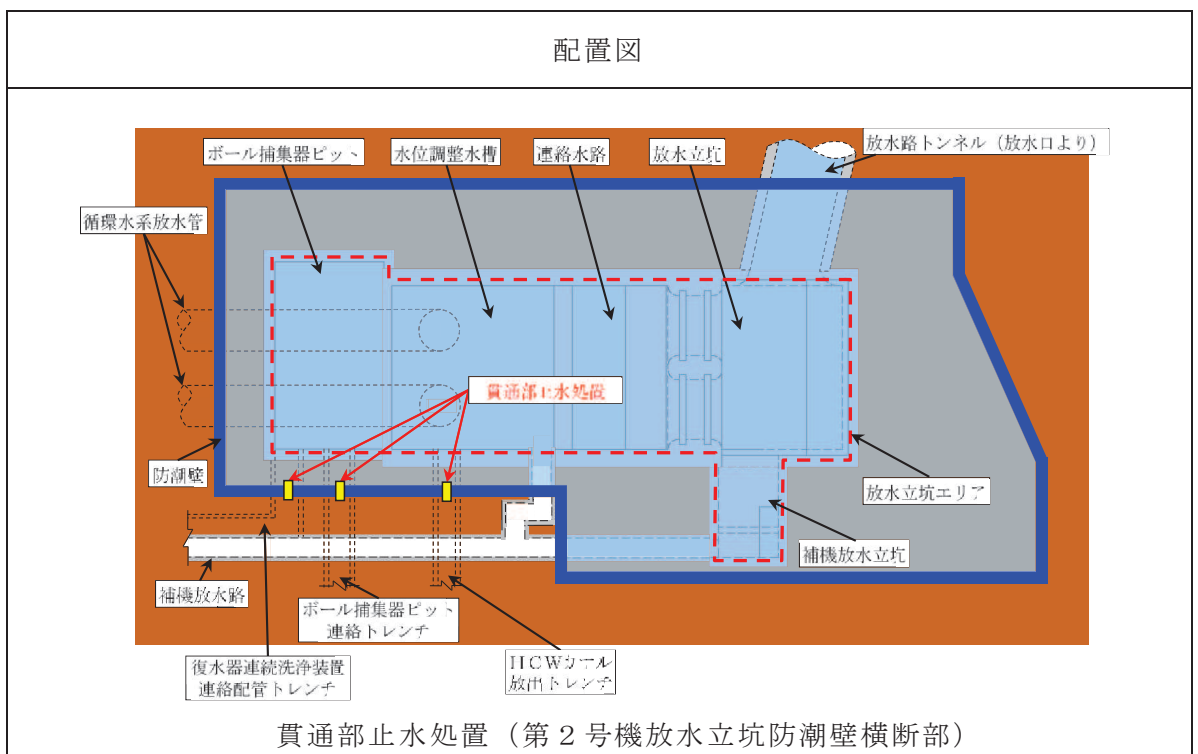 配置図
ボール捕集器ピット
水位調整水槽
連絡水路
放水立坑
放水路トンネル（放水口より）
循環水系放水管
貫通部止水処置
防潮壁
放水立坑エリア
補機放水立坑
補機放水路
ボール捕集器ピット
連絡トレンチ
復水器連続洗浄装置
連絡配管トレンチ
ＨＣＷカナル
放出トレンチ
貫通部止水処置（第２号機放水立坑防潮壁横断部）